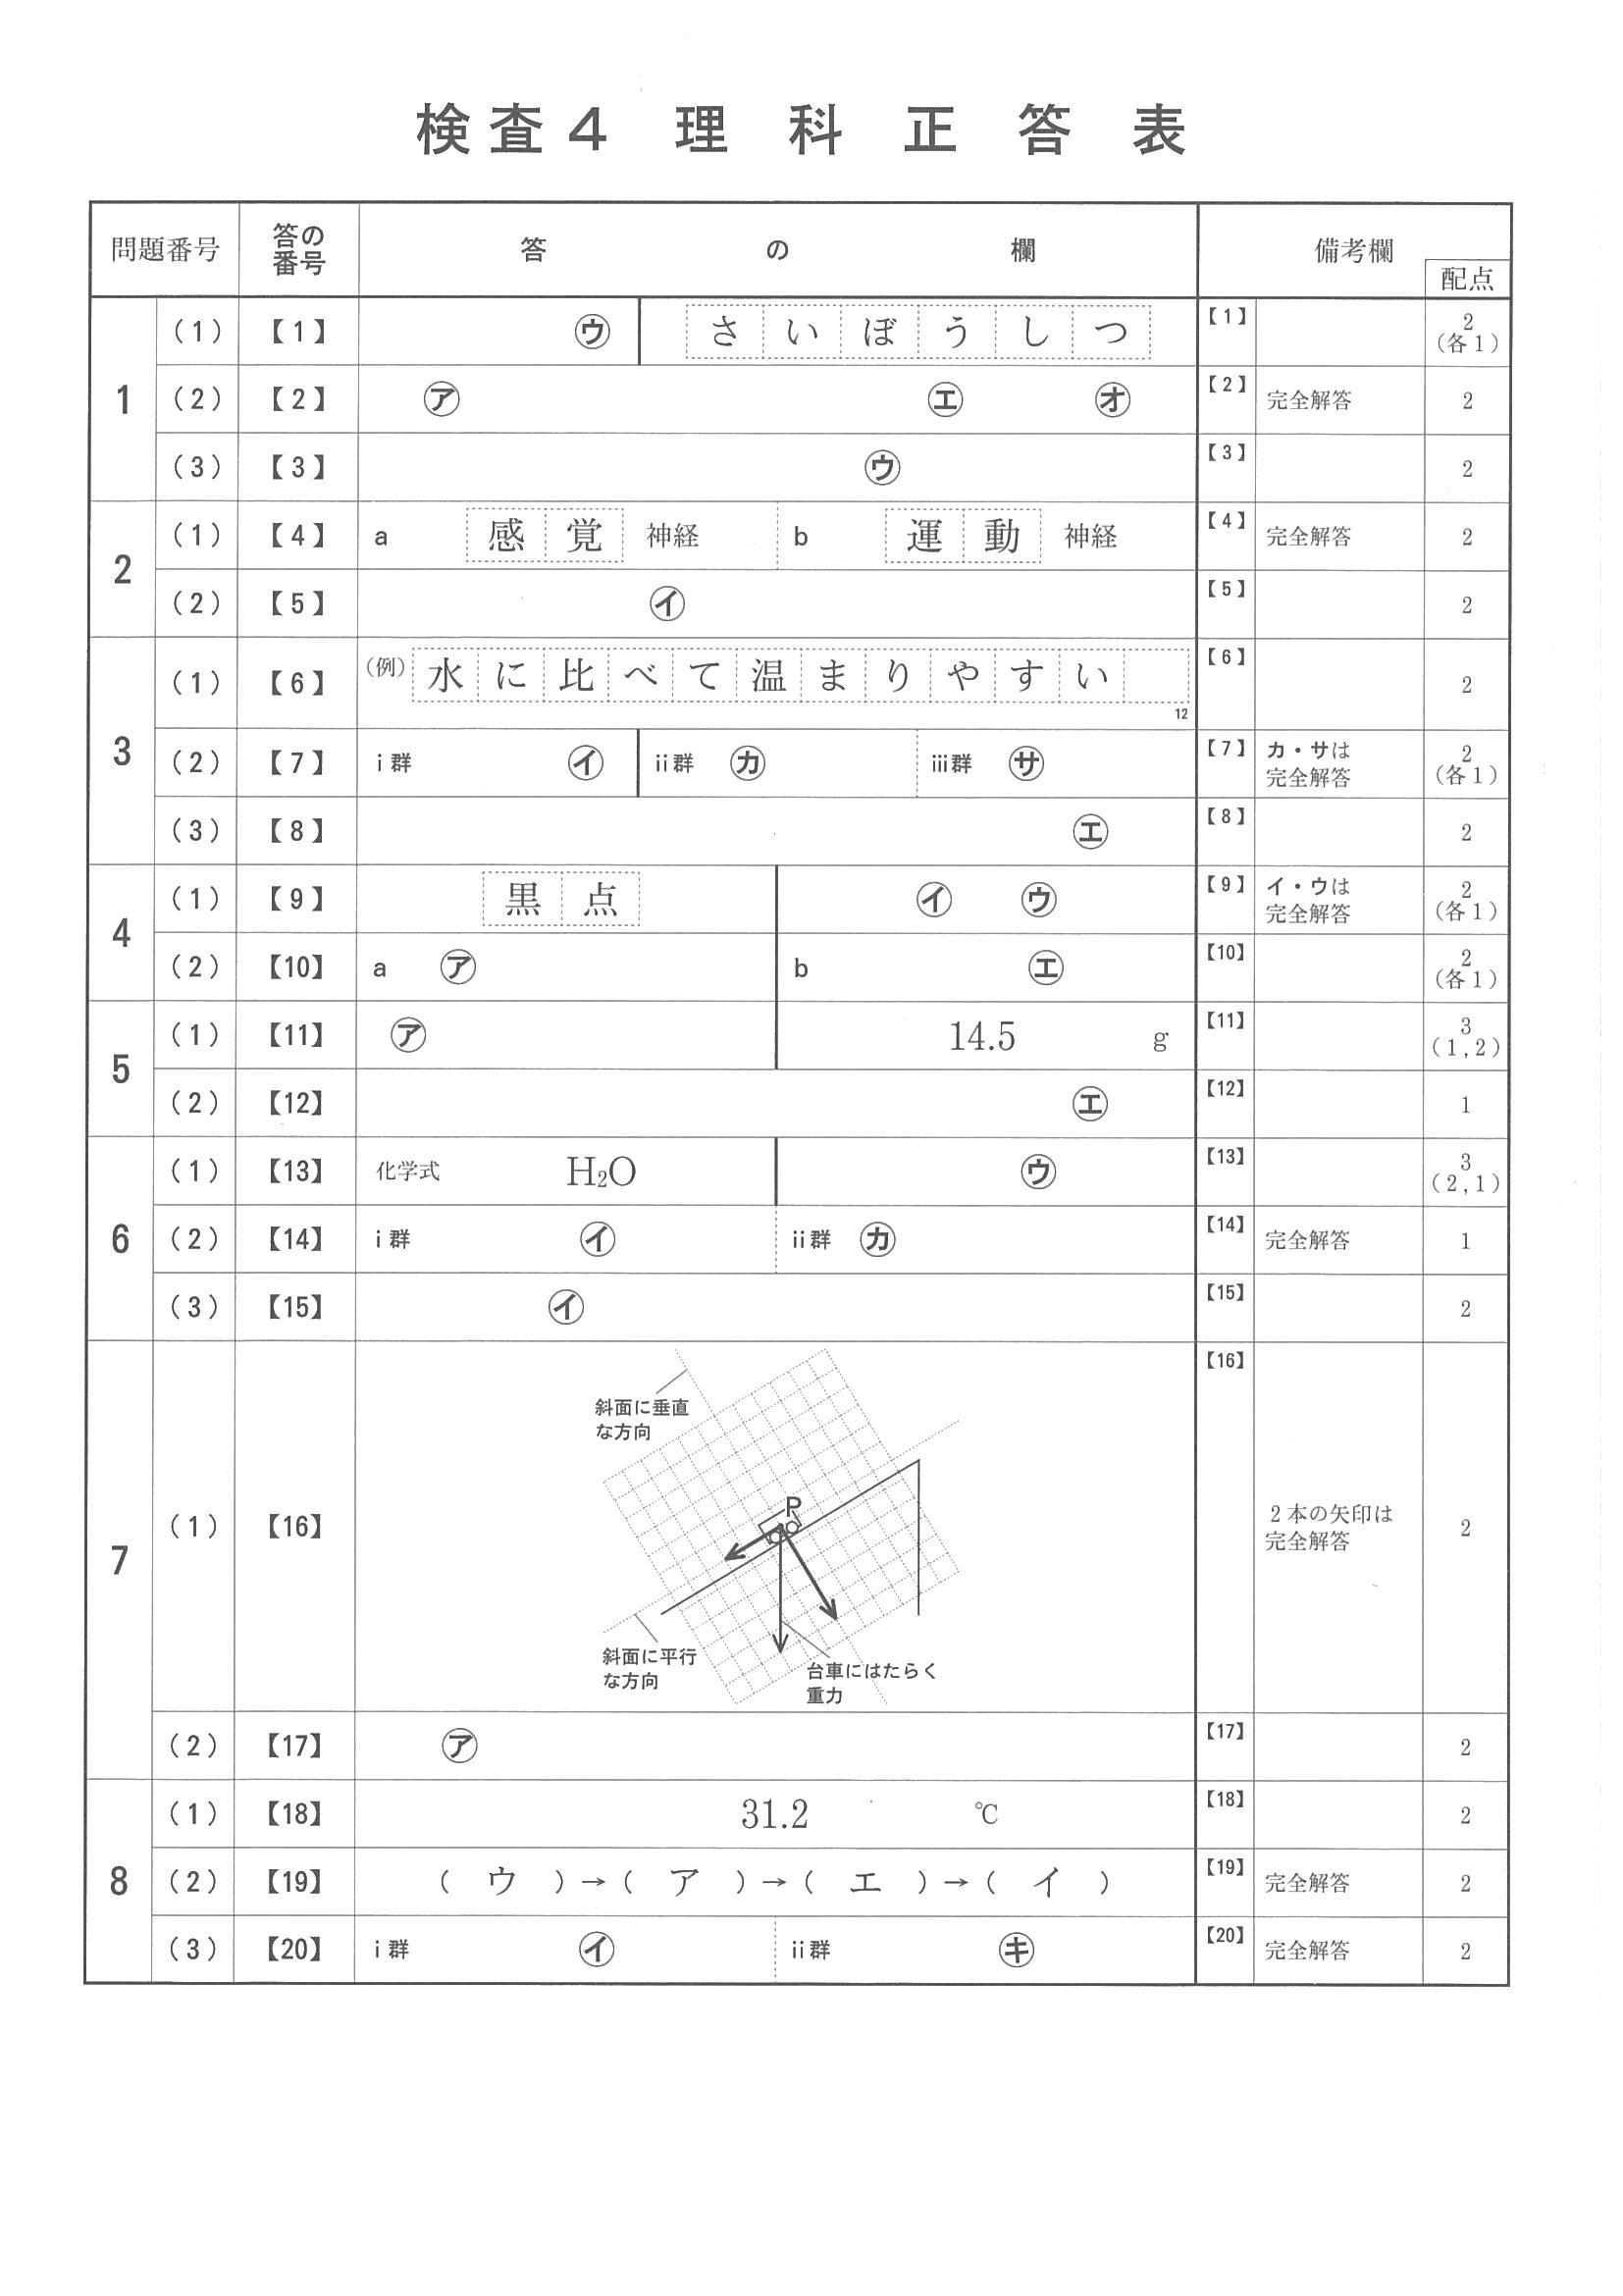 検査4 理科正答表
問題番号 答の番号 答の欄 備考欄 配点
1 (1) 【1】 ㋒ さいぼうしつ 【1】 2 (各1)
(2) 【2】 ㋐ ㋓ ㋔ 【2】 完全解答 2
(3) 【3】 ㋒ 【3】 2
2 (1) 【4】 a 感覚 神経 b 運動 神経 【4】 完全解答 2
(2) 【5】 ㋑ 【5】 2
3 (1) 【6】 (例) 水に比べて温まりやすい 12 【6】 2
(2) 【7】 i群 ㋑ ii群 ㋕ iii群 ㋚ 【7】 カ・サは完全解答 2 (各1)
(3) 【8】 ㋓ 【8】 2
4 (1) 【9】 黒点 ㋑ ㋒ 【9】 イ・ウは完全解答 2 (各1)
(2) 【10】 a ㋐ b ㋓ 【10】 2 (各1)
5 (1) 【11】 ㋐ 14.5 g 【11】 3 (1,2)
(2) 【12】 ㋓ 【12】 1
6 (1) 【13】 化学式 H₂O ㋒ 【13】 3 (2,1)
(2) 【14】 i群 ㋑ ii群 ㋕ 【14】 完全解答 1
(3) 【15】 ㋑ 【15】 2
7 (1) 【16】 【16】 2本の矢印は完全解答 2
斜面に垂直
な方向
P
斜面に平行
な方向
台車にはたらく
重力
(2) 【17】 ㋐ 【17】 2
8 (1) 【18】 31.2 ℃ 【18】 2
(2) 【19】 (ウ)→(ア)→(エ)→(イ) 【19】 完全解答 2
(3) 【20】 i群 ㋑ ii群 ㋖ 【20】 完全解答 2